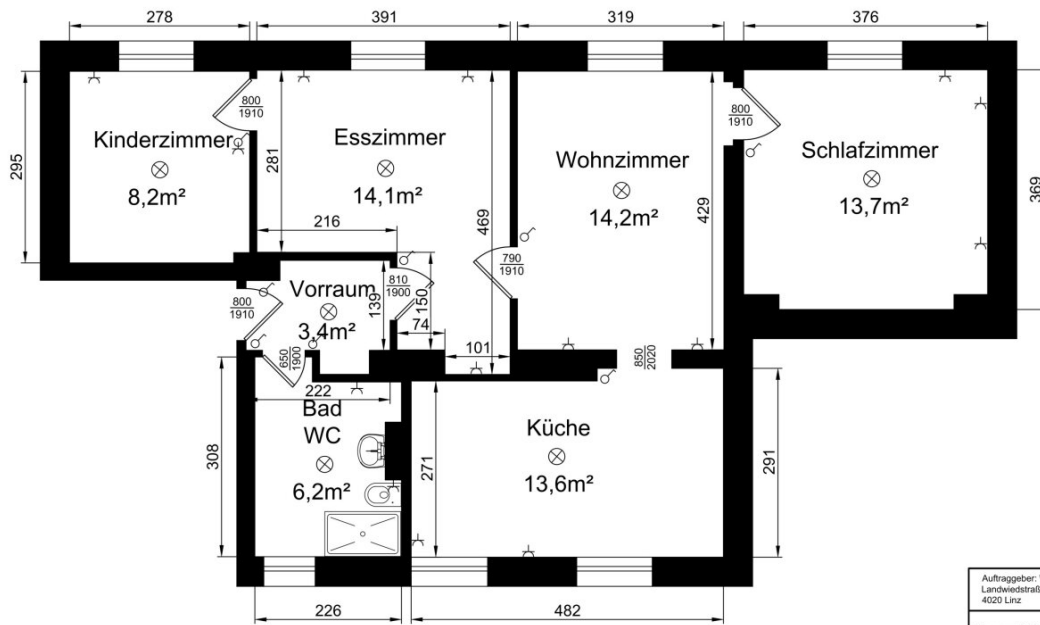 278
391
319
376
295
Kinderzimmer
8,2m²
800
1910
Esszimmer
14,1m²
281
216
469
Wohnzimmer
14,2m²
429
800
1910
Schlafzimmer
13,7m²
369
790
1910
800
1910
Vorraum
3,4m²
139
810
1900
150
74
101
650
1900
850
2020
222
Bad
WC
6,2m²
308
Küche
13,6m²
271
291
226
482
Auftraggeber:
Landwiedstraß
4020 Linz